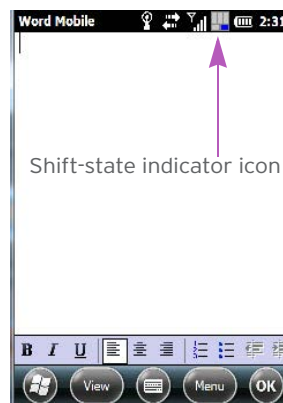 Word Mobile 2:31
Shift-state indicator icon
B I U
View Menu OK